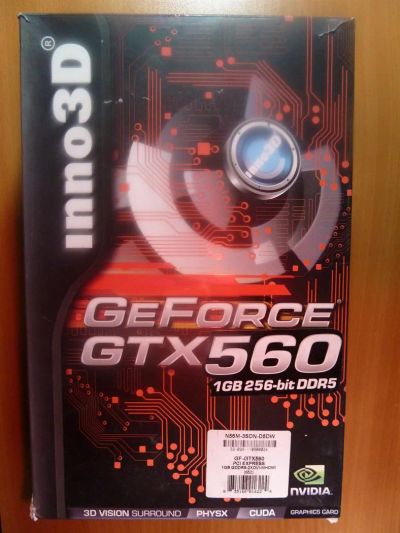 inno3D®
inno3D
GEFORCE®
GTX560
1GB 256-bit DDR5
N56M-3SDN-D5DW
GF-GTX560
PCI EXPRESS
NVIDIA.
3D VISION SURROUND PHYSX CUDA GRAPHICS CARD